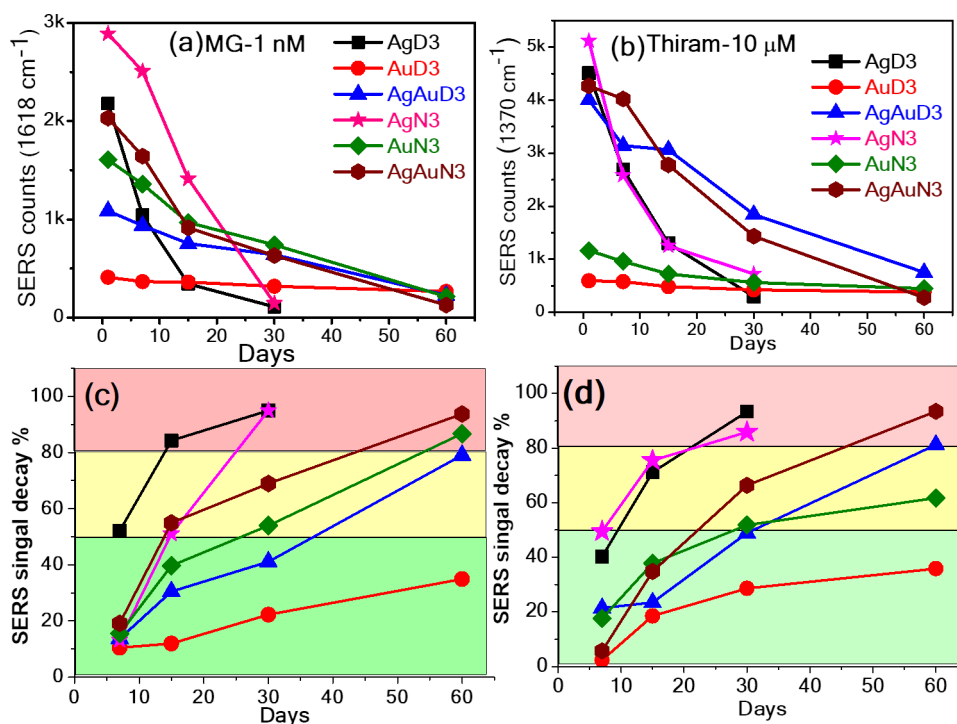 (a) MG-1 nM
SERS counts (1618 cm⁻¹)
3k
2k
1k
0
AgD3
AuD3
AgAuD3
AgN3
AuN3
AgAuN3
0 10 20 30 40 50 60
Days
(b) Thiram-10 μM
SERS counts (1370 cm⁻¹)
5k
4k
3k
2k
1k
0
AgD3
AuD3
AgAuD3
AgN3
AuN3
AgAuN3
0 10 20 30 40 50 60
Days
(c)
SERS singal decay %
100
80
60
40
20
0
0 10 20 30 40 50 60
Days
(d)
SERS singal decay %
100
80
60
40
20
0
0 10 20 30 40 50 60
Days